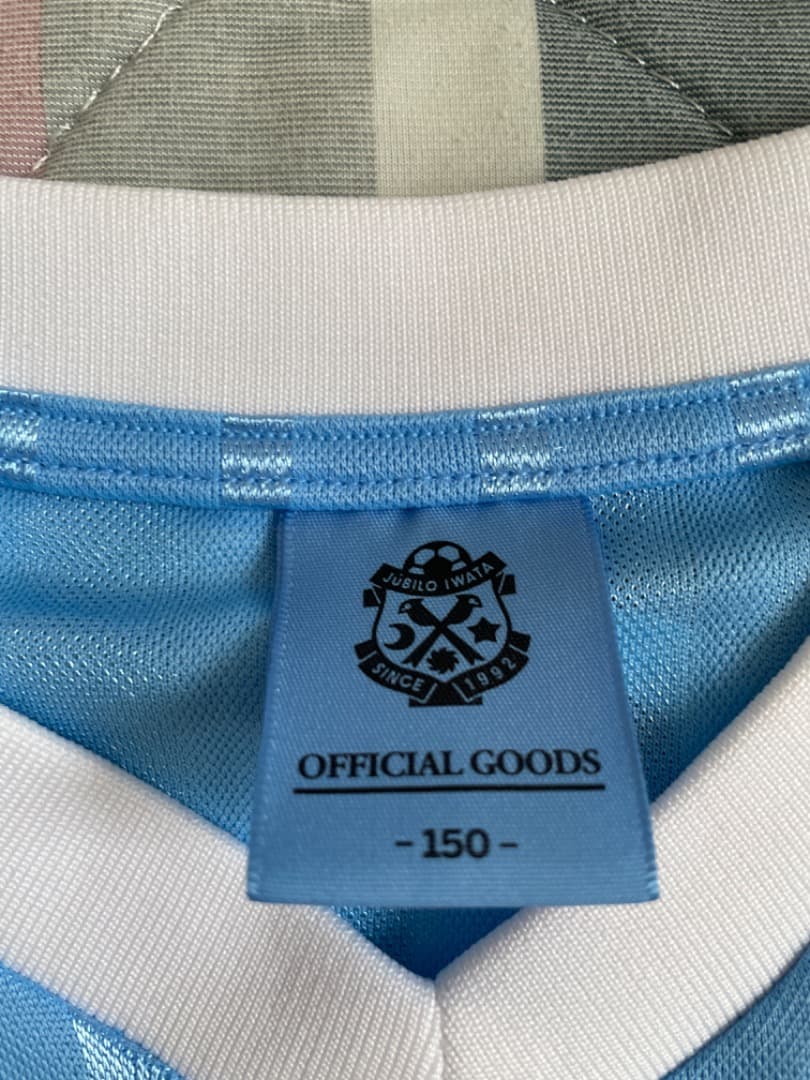 JúBILO IWATA
SINCE 1992
OFFICIAL GOODS
- 150 -